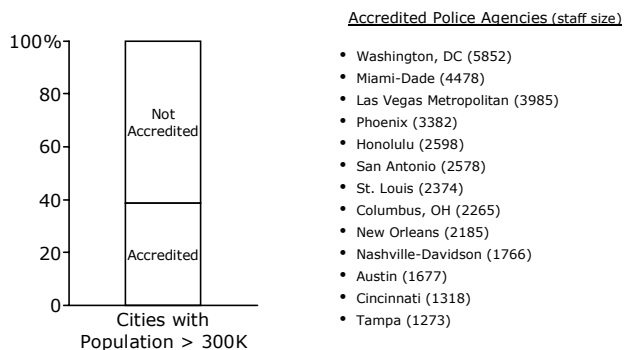 Accredited Police Agencies (staff size)
100%
80
60
40
20
0
Not
Accredited
Accredited
Cities with
Population > 300K
• Washington, DC (5852)
• Miami-Dade (4478)
• Las Vegas Metropolitan (3985)
• Phoenix (3382)
• Honolulu (2598)
• San Antonio (2578)
• St. Louis (2374)
• Columbus, OH (2265)
• New Orleans (2185)
• Nashville-Davidson (1766)
• Austin (1677)
• Cincinnati (1318)
• Tampa (1273)